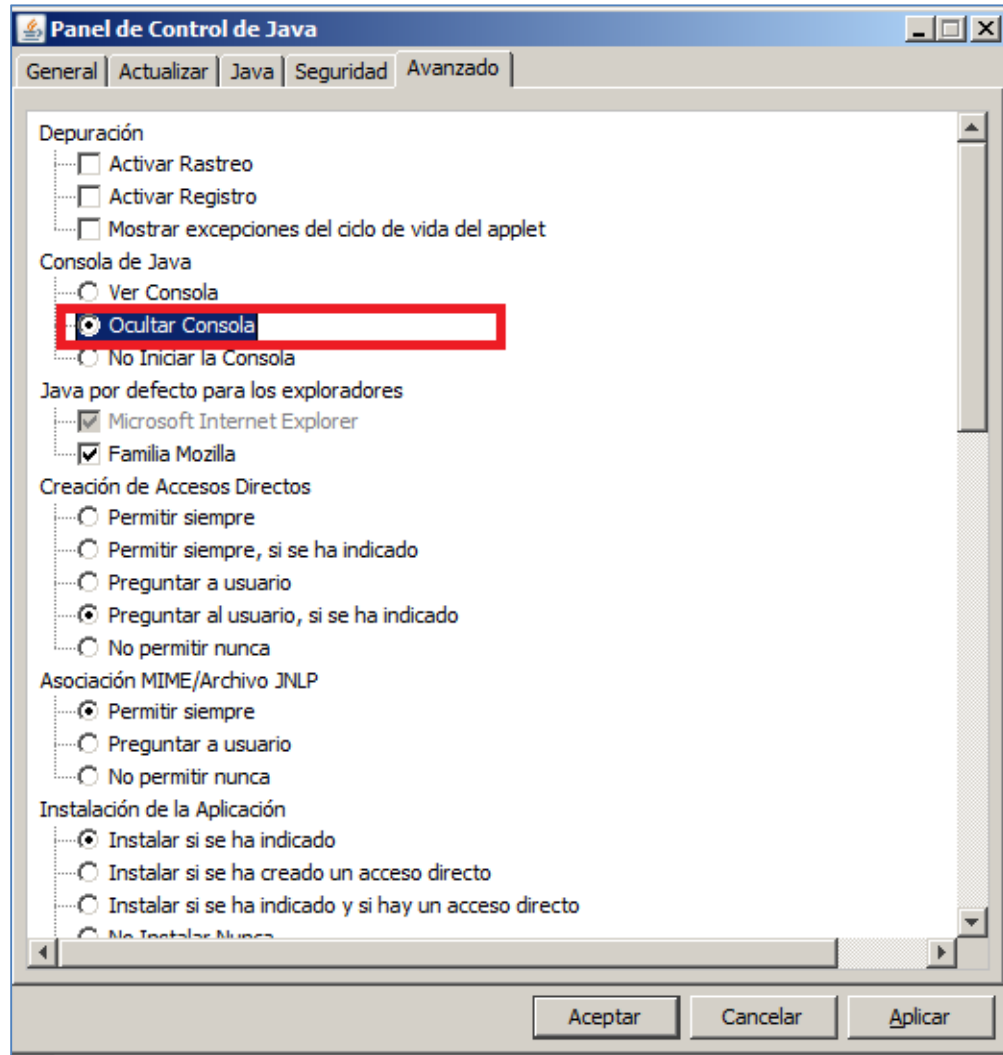 Panel de Control de Java
General Actualizar Java Seguridad Avanzado
Depuración
Activar Rastreo
Activar Registro
Mostrar excepciones del ciclo de vida del applet
Consola de Java
Ver Consola
Ocultar Consola
No Iniciar la Consola
Java por defecto para los exploradores
Microsoft Internet Explorer
Familia Mozilla
Creación de Accesos Directos
Permitir siempre
Permitir siempre, si se ha indicado
Preguntar a usuario
Preguntar al usuario, si se ha indicado
No permitir nunca
Asociación MIME/Archivo JNLP
Permitir siempre
Preguntar a usuario
No permitir nunca
Instalación de la Aplicación
Instalar si se ha indicado
Instalar si se ha creado un acceso directo
Instalar si se ha indicado y si hay un acceso directo
No Instalar Nunca
Aceptar Cancelar Aplicar